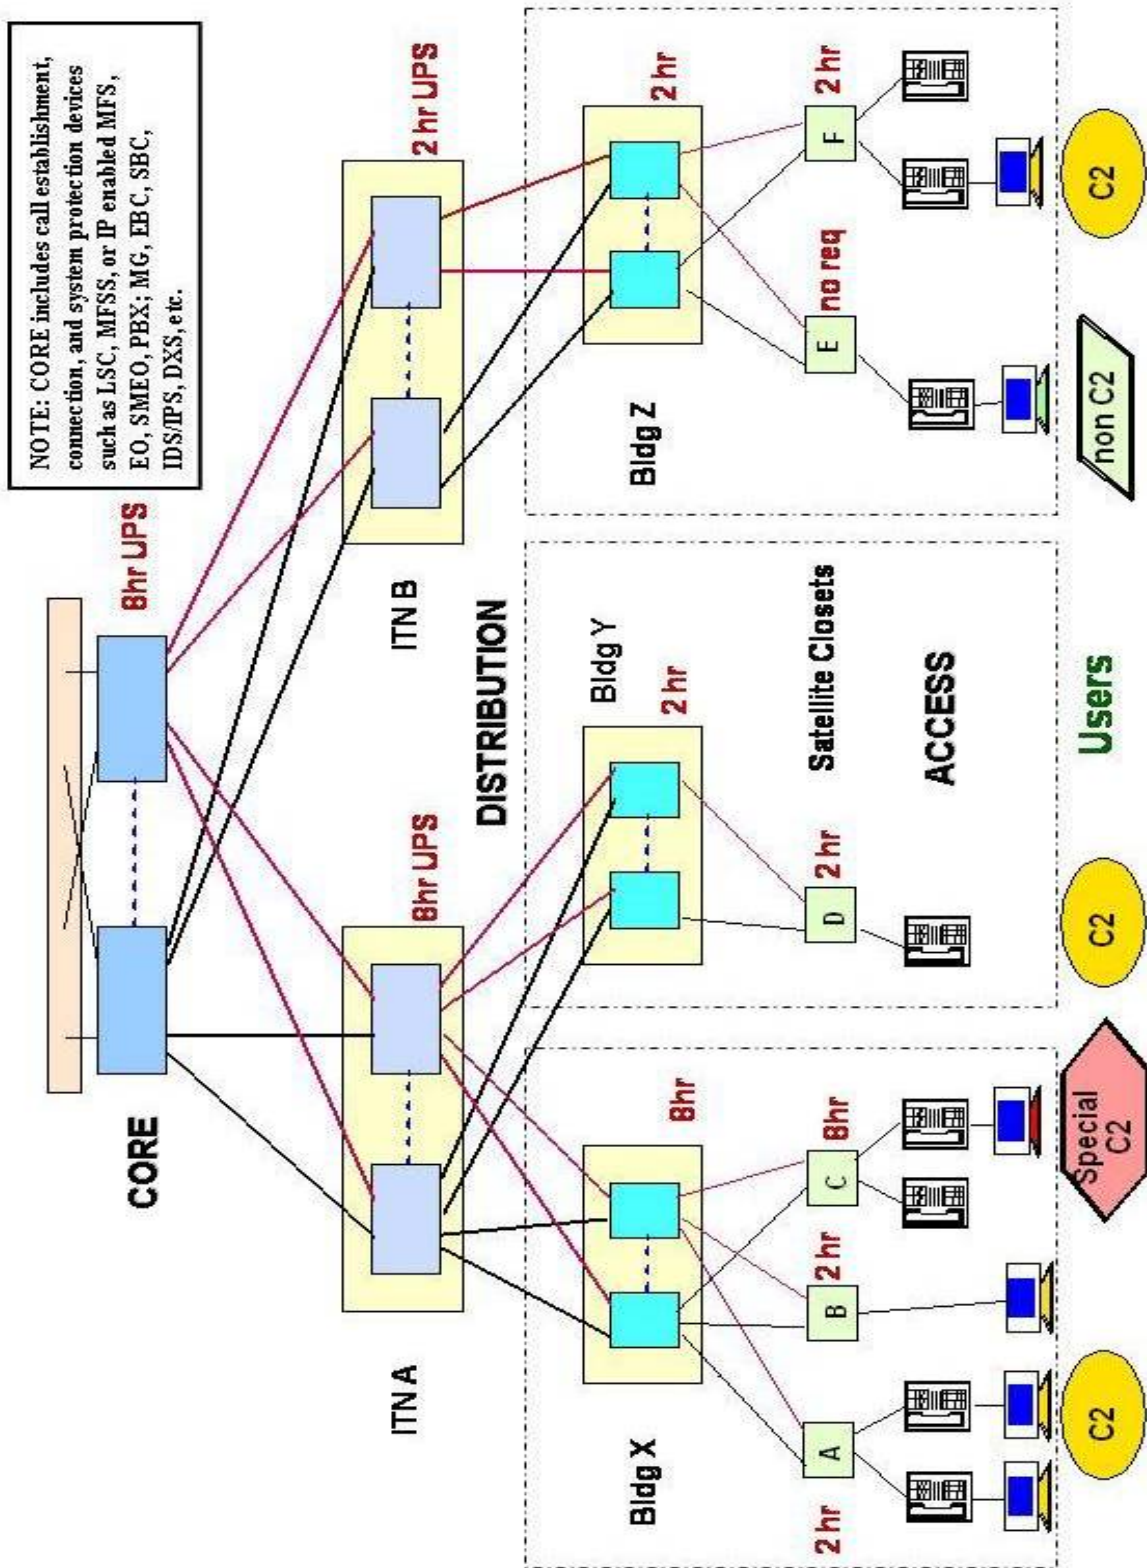 NOTE: CORE includes call establishment,
connection, and system protection devices
such as LSC, MFSS, or IP enabled MFS,
EO, SMEO, PBX; MG, EBC, SBC,
IDS/IPS, DXS, etc.
CORE
8hr UPS
ITN A
8hr UPS
ITN B
2 hr UPS
DISTRIBUTION
Bldg X
8hr
Bldg Y
2 hr
Bldg Z
2 hr
2 hr
A
B
2 hr
C
8hr
D
2 hr
Satellite Closets
E
no req
F
2 hr
ACCESS
C2
Special
C2
C2
Users
non C2
C2